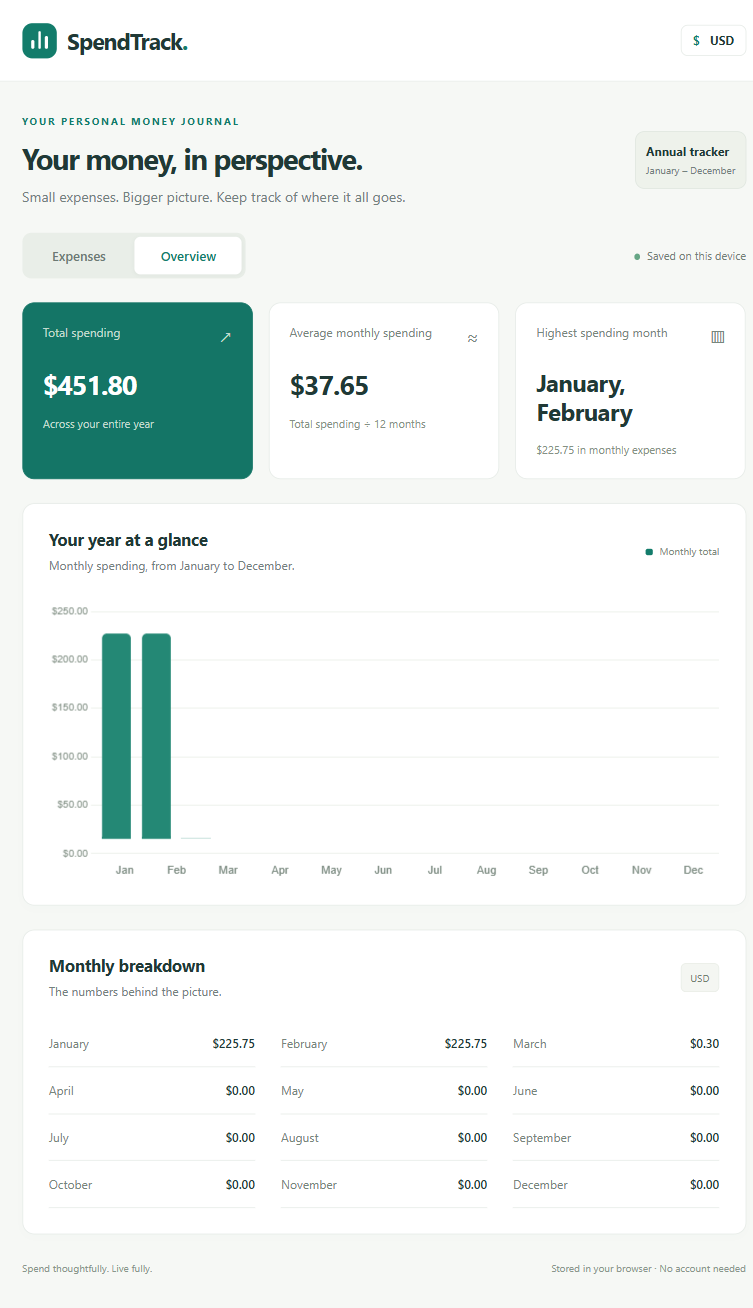 SpendTrack.
$ USD
YOUR PERSONAL MONEY JOURNAL
Your money, in perspective.
Small expenses. Bigger picture. Keep track of where it all goes.
Annual tracker
January – December
Expenses
Overview
Saved on this device
Total spending
↗
$451.80
Across your entire year
Average monthly spending
≈
$37.65
Total spending ÷ 12 months
Highest spending month
▥
January,
February
$225.75 in monthly expenses
Your year at a glance
Monthly spending, from January to December.
Monthly total
$250.00
$200.00
$150.00
$100.00
$50.00
$0.00
Jan Feb Mar Apr May Jun Jul Aug Sep Oct Nov Dec
Monthly breakdown
The numbers behind the picture.
USD
January $225.75 February $225.75 March $0.30
April $0.00 May $0.00 June $0.00
July $0.00 August $0.00 September $0.00
October $0.00 November $0.00 December $0.00
Spend thoughtfully. Live fully.
Stored in your browser · No account needed